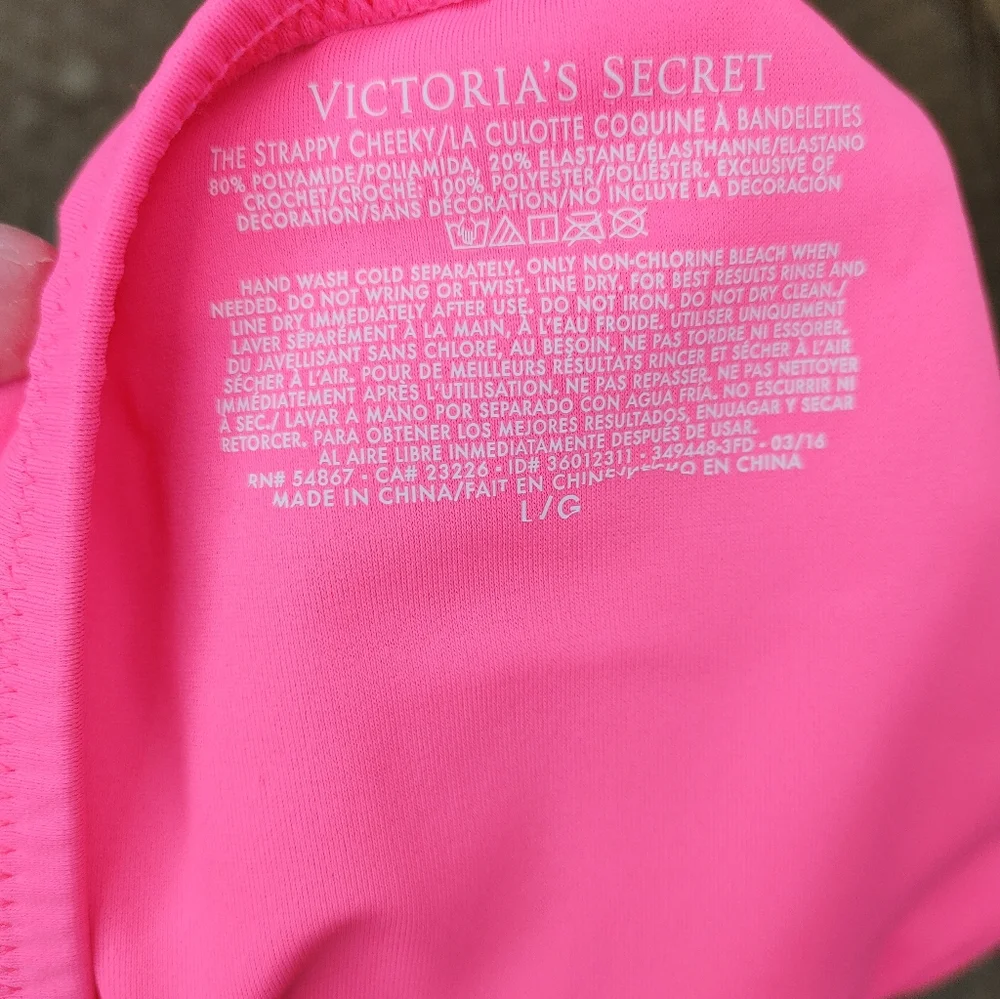 VICTORIA'S SECRET
THE STRAPPY CHEEKY/LA CULOTTE COQUINE À BANDELETTES
80% POLYAMIDE/POLIAMIDA, 20% ELASTANE/ÉLASTHANNE/ELASTANO
CROCHET/CROCHÉ: 100% POLYESTER/POLIÉSTER. EXCLUSIVE OF
DECORATION/SANS DÉCORATION/NO INCLUYE LA DECORACIÓN
HAND WASH COLD SEPARATELY. ONLY NON-CHLORINE BLEACH WHEN
NEEDED. DO NOT WRING OR TWIST. LINE DRY. FOR BEST RESULTS RINSE AND
LINE DRY IMMEDIATELY AFTER USE. DO NOT IRON. DO NOT DRY CLEAN./
LAVER SÉPARÉMENT À LA MAIN, À L'EAU FROIDE. UTILISER UNIQUEMENT
DU JAVELLISANT SANS CHLORE, AU BESOIN. NE PAS TORDRE NI ESSORER.
SÉCHER À L'AIR. POUR DE MEILLEURS RÉSULTATS RINCER ET SÉCHER À L'AIR
IMMÉDIATEMENT APRÈS L'UTILISATION. NE PAS REPASSER. NE PAS NETTOYER
À SEC./ LAVAR A MANO POR SEPARADO CON AGUA FRÍA. NO ESCURRIR NI
RETORCER. PARA OBTENER LOS MEJORES RESULTADOS, ENJUAGAR Y SECAR
AL AIRE LIBRE INMEDIATAMENTE DESPUÉS DE USAR.
RN# 54867 - CA# 23226 - ID# 36012311 - 349448-3FD - 03/16
MADE IN CHINA/FAIT EN CHINE/ EN CHINA
L/G